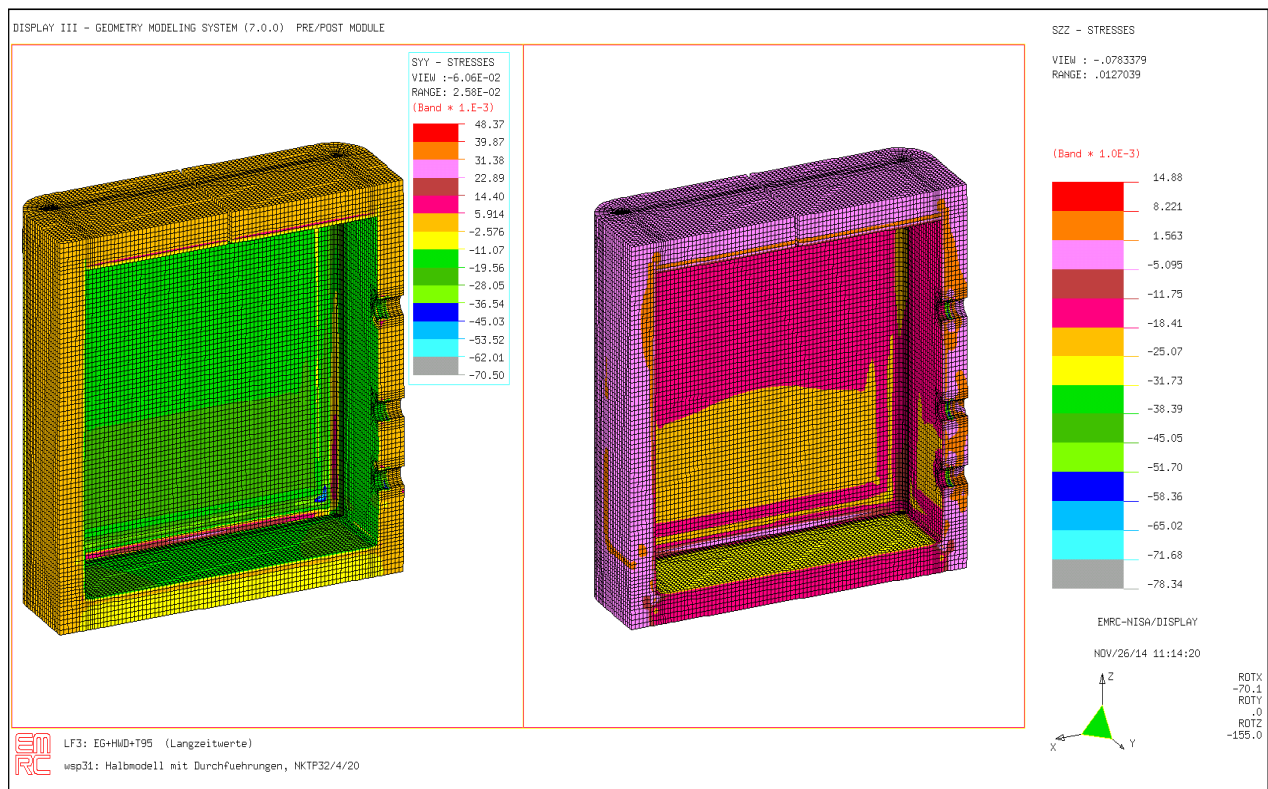 DISPLAY III - GEOMETRY MODELING SYSTEM (7.0.0)  PRE/POST MODULE
SYY - STRESSES
VIEW :-6.06E-02
RANGE: 2.58E-02
(Band * 1.E-3)
48.37
39.87
31.38
22.89
14.40
5.914
-2.576
-11.07
-19.56
-28.05
-36.54
-45.03
-53.52
-62.01
-70.50
SZZ - STRESSES
VIEW : -.0783379
RANGE: .0127039
(Band * 1.0E-3)
14.88
8.221
1.563
-5.095
-11.75
-18.41
-25.07
-31.73
-38.39
-45.05
-51.70
-58.36
-65.02
-71.68
-78.34
EMRC-NISA/DISPLAY
NOV/26/14 11:14:20
Z
X
Y
ROTX
-70.1
ROTY
.0
ROTZ
-155.0
EM
RC
LF3: EG+HWD+T95  (Langzeitwerte)
wsp31: Halbmodell mit Durchfuehrungen, NKTP32/4/20